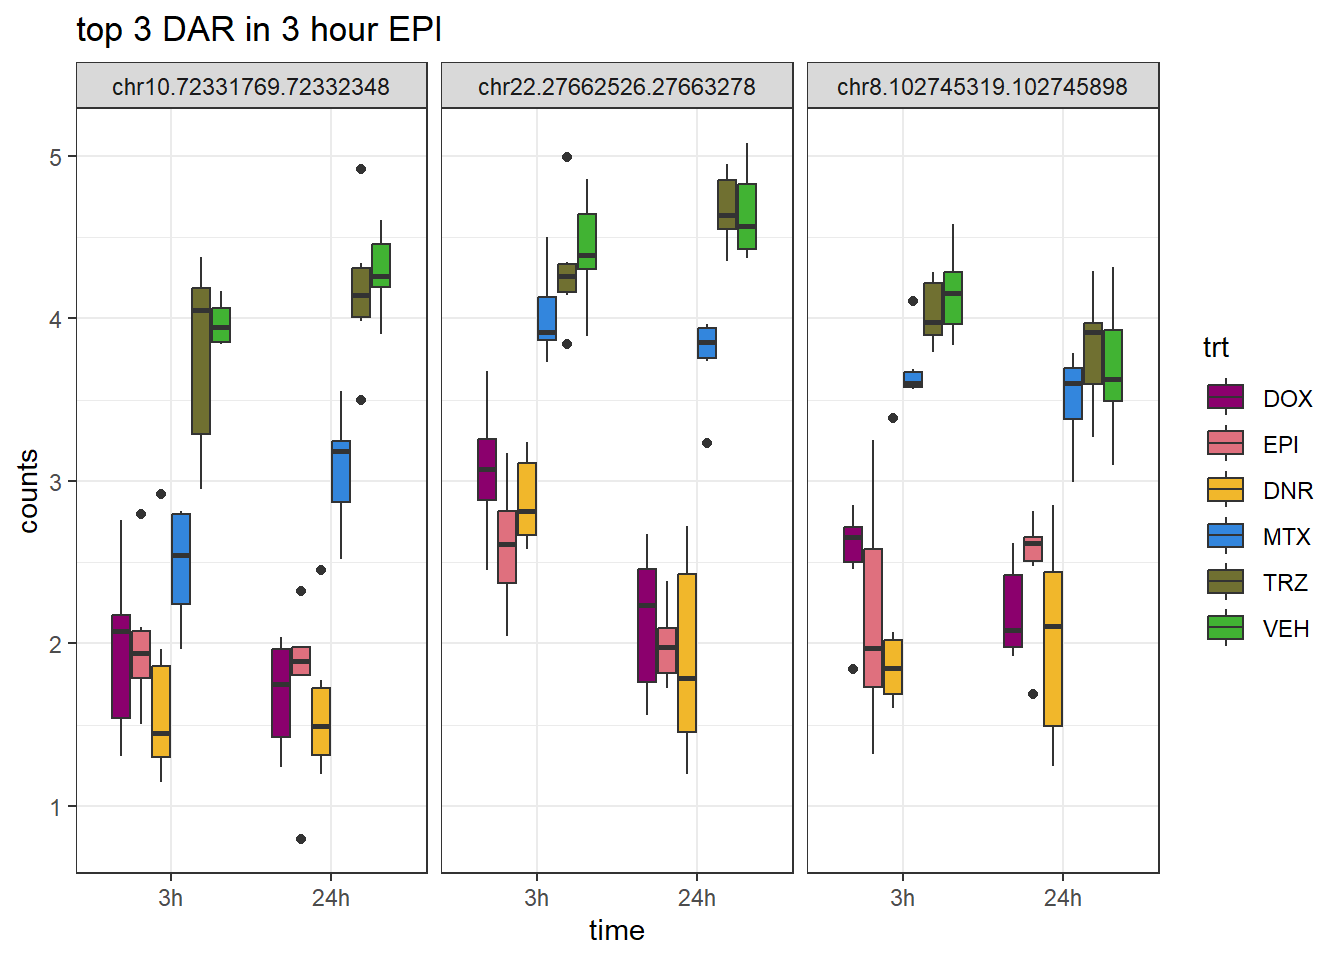 top 3 DAR in 3 hour EPI
chr10.72331769.72332348
chr22.27662526.27663278
chr8.102745319.102745898
counts
5
4
3
2
1
3h
24h
3h
24h
3h
24h
time
trt
DOX
EPI
DNR
MTX
TRZ
VEH